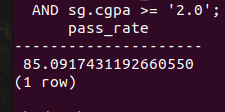 AND sg.cgpa >= '2.0';
pass_rate
---------------------
85.0917431192660550
(1 row)